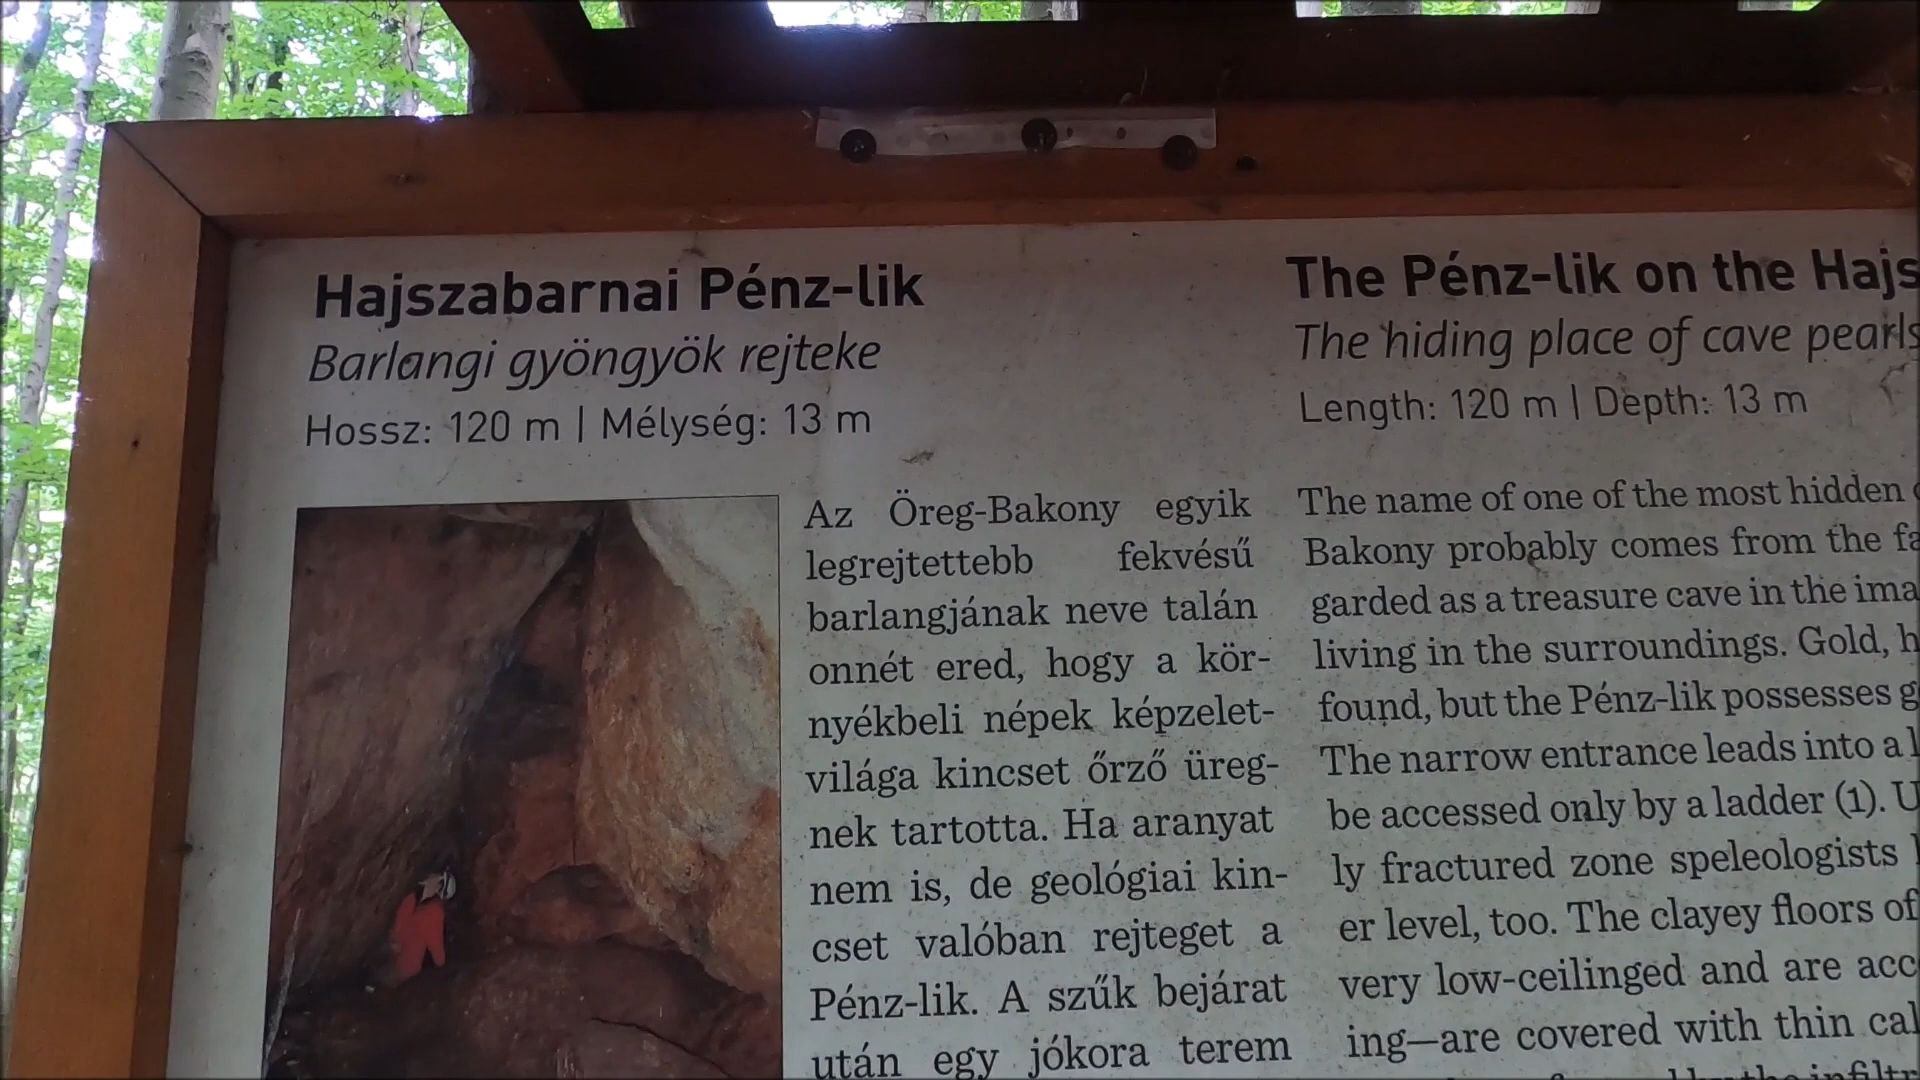 Hajszabarnai Pénz-lik
Barlangi gyöngyök rejteke
Hossz: 120 m | Mélység: 13 m
Az Öreg-Bakony egyik
legrejtettebb fekvésű
barlangjának neve talán
onnét ered, hogy a kör-
nyékbeli népek képzelet-
világa kincset őrző üreg-
nek tartotta. Ha aranyat
nem is, de geológiai kin-
cset valóban rejteget a
Pénz-lik. A szűk bejárat
után egy jókora terem
The Pénz-lik on the Hajs
The hiding place of cave pearls
Length: 120 m | Depth: 13 m
The name of one of the most hidden
Bakony probably comes from the fa
garded as a treasure cave in the ima
living in the surroundings. Gold, h
found, but the Pénz-lik possesses g
The narrow entrance leads into a l
be accessed only by a ladder (1). U
ly fractured zone speleologists
er level, too. The clayey floors of
very low-ceilinged and are acc
ing—are covered with thin cal